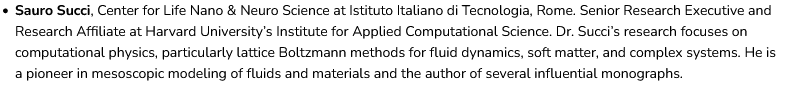 • Sauro Succi, Center for Life Nano & Neuro Science at Istituto Italiano di Tecnologia, Rome. Senior Research Executive and
Research Affiliate at Harvard University's Institute for Applied Computational Science. Dr. Succi's research focuses on
computational physics, particularly lattice Boltzmann methods for fluid dynamics, soft matter, and complex systems. He is
a pioneer in mesoscopic modeling of fluids and materials and the author of several influential monographs.